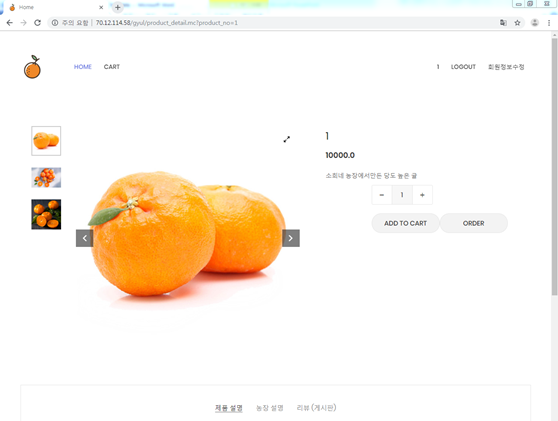 Home
주의 요함 | 70.12.114.58/gyul/product_detail.mc?product_no=1
HOME CART 1 LOGOUT 회원정보수정
1
10000.0
소희네 농장에서만든 당도 높은 귤
- 1 +
ADD TO CART ORDER
제품 설명 농장 설명 리뷰 (게시판)